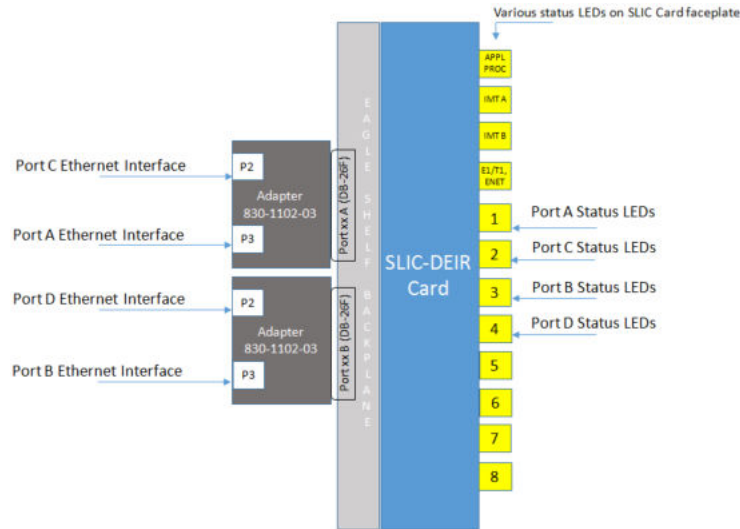 Various status LEDs on SLIC Card faceplate
APPL
PROC
IMT A
IMT B
E1/T1,
ENET
1
2
3
4
5
6
7
8
Port A Status LEDs
Port C Status LEDs
Port B Status LEDs
Port D Status LEDs
SLIC-DEIR
Card
EAGLE SHELF BACKPLANE
Port xx A (DB-26F)
Port xx B (DB-26F)
P2
Adapter
830-1102-03
P3
P2
Adapter
830-1102-03
P3
Port C Ethernet Interface
Port A Ethernet Interface
Port D Ethernet Interface
Port B Ethernet Interface